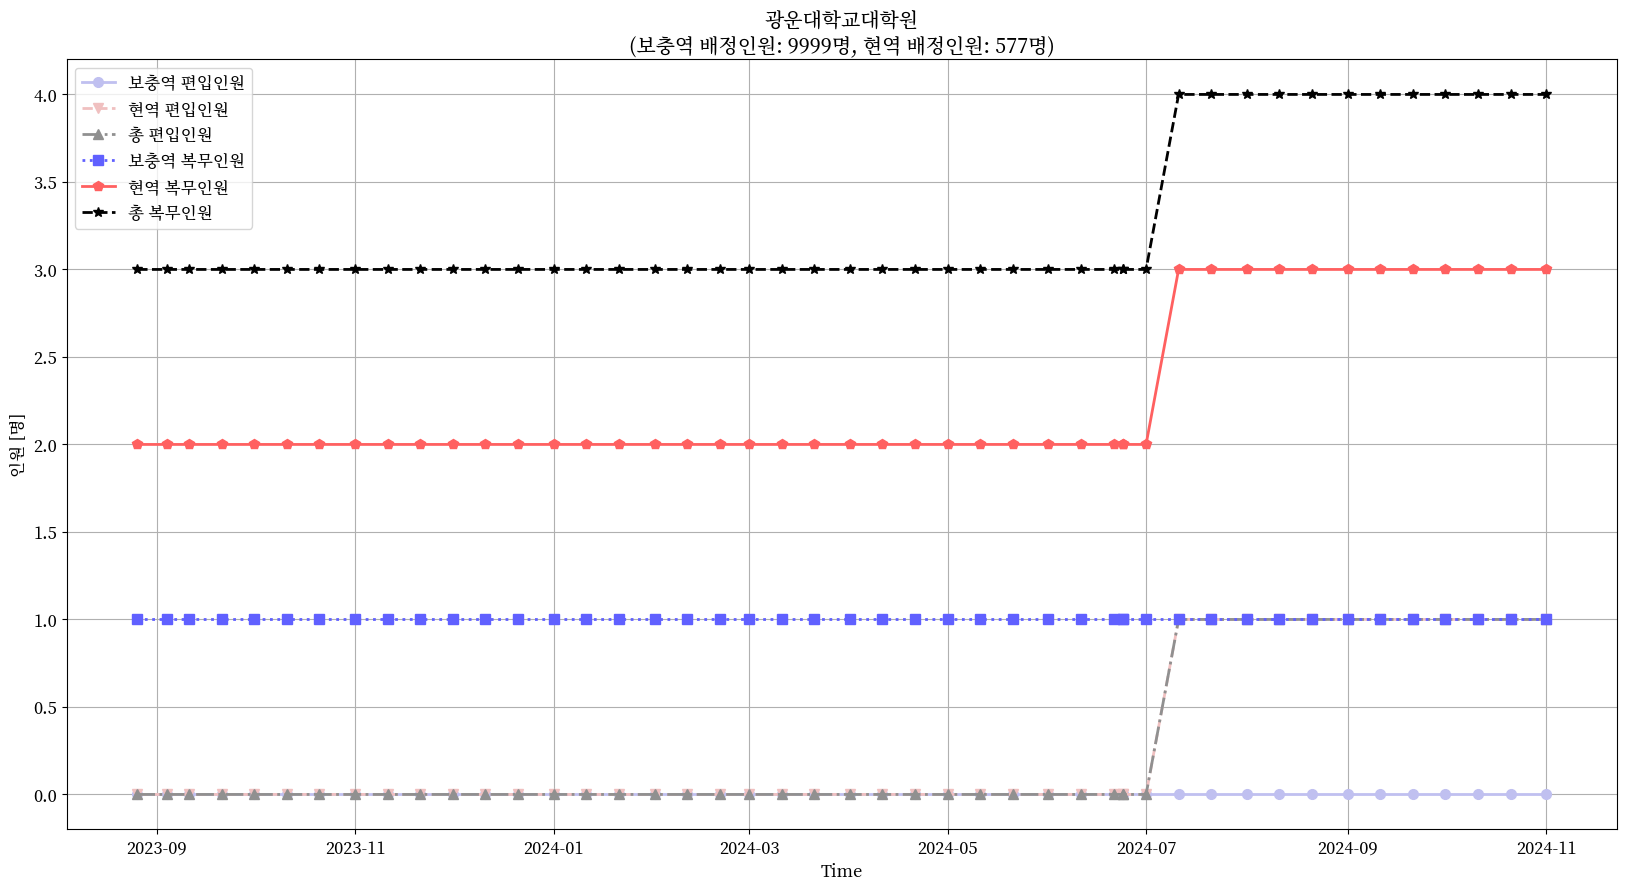 광운대학교대학원
(보충역 배정인원: 9999명, 현역 배정인원: 577명)
보충역 편입인원
현역 편입인원
총 편입인원
보충역 복무인원
현역 복무인원
총 복무인원
4.0
3.5
3.0
2.5
2.0
1.5
1.0
0.5
0.0
인원 [명]
2023-09
2023-11
2024-01
2024-03
2024-05
2024-07
2024-09
2024-11
Time